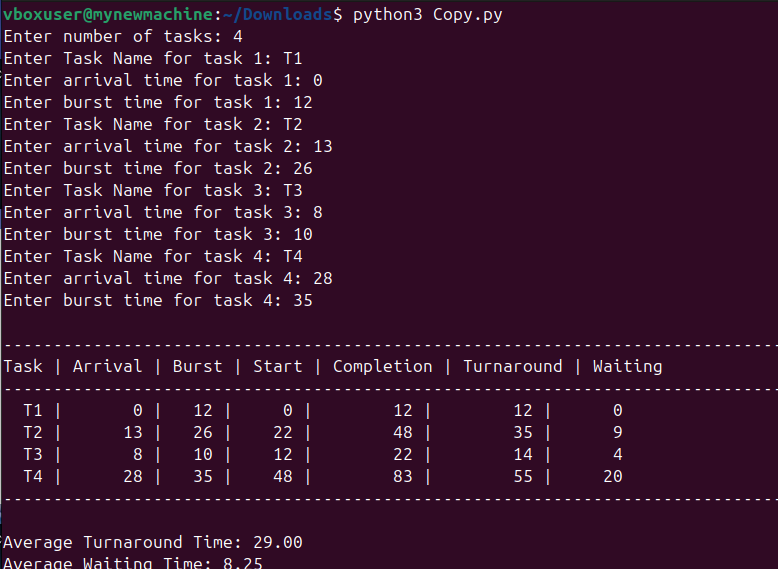 vboxuser@mynewmachine:~/Downloads$ python3 Copy.py
Enter number of tasks: 4
Enter Task Name for task 1: T1
Enter arrival time for task 1: 0
Enter burst time for task 1: 12
Enter Task Name for task 2: T2
Enter arrival time for task 2: 13
Enter burst time for task 2: 26
Enter Task Name for task 3: T3
Enter arrival time for task 3: 8
Enter burst time for task 3: 10
Enter Task Name for task 4: T4
Enter arrival time for task 4: 28
Enter burst time for task 4: 35
------------------------------------------------------------------------------
Task | Arrival | Burst | Start | Completion | Turnaround | Waiting
------------------------------------------------------------------------------
  T1 |       0 |    12 |     0 |         12 |         12 |      0
  T2 |      13 |    26 |    22 |         48 |         35 |      9
  T3 |       8 |    10 |    12 |         22 |         14 |      4
  T4 |      28 |    35 |    48 |         83 |         55 |     20
------------------------------------------------------------------------------
Average Turnaround Time: 29.00
Average Waiting Time: 8.25